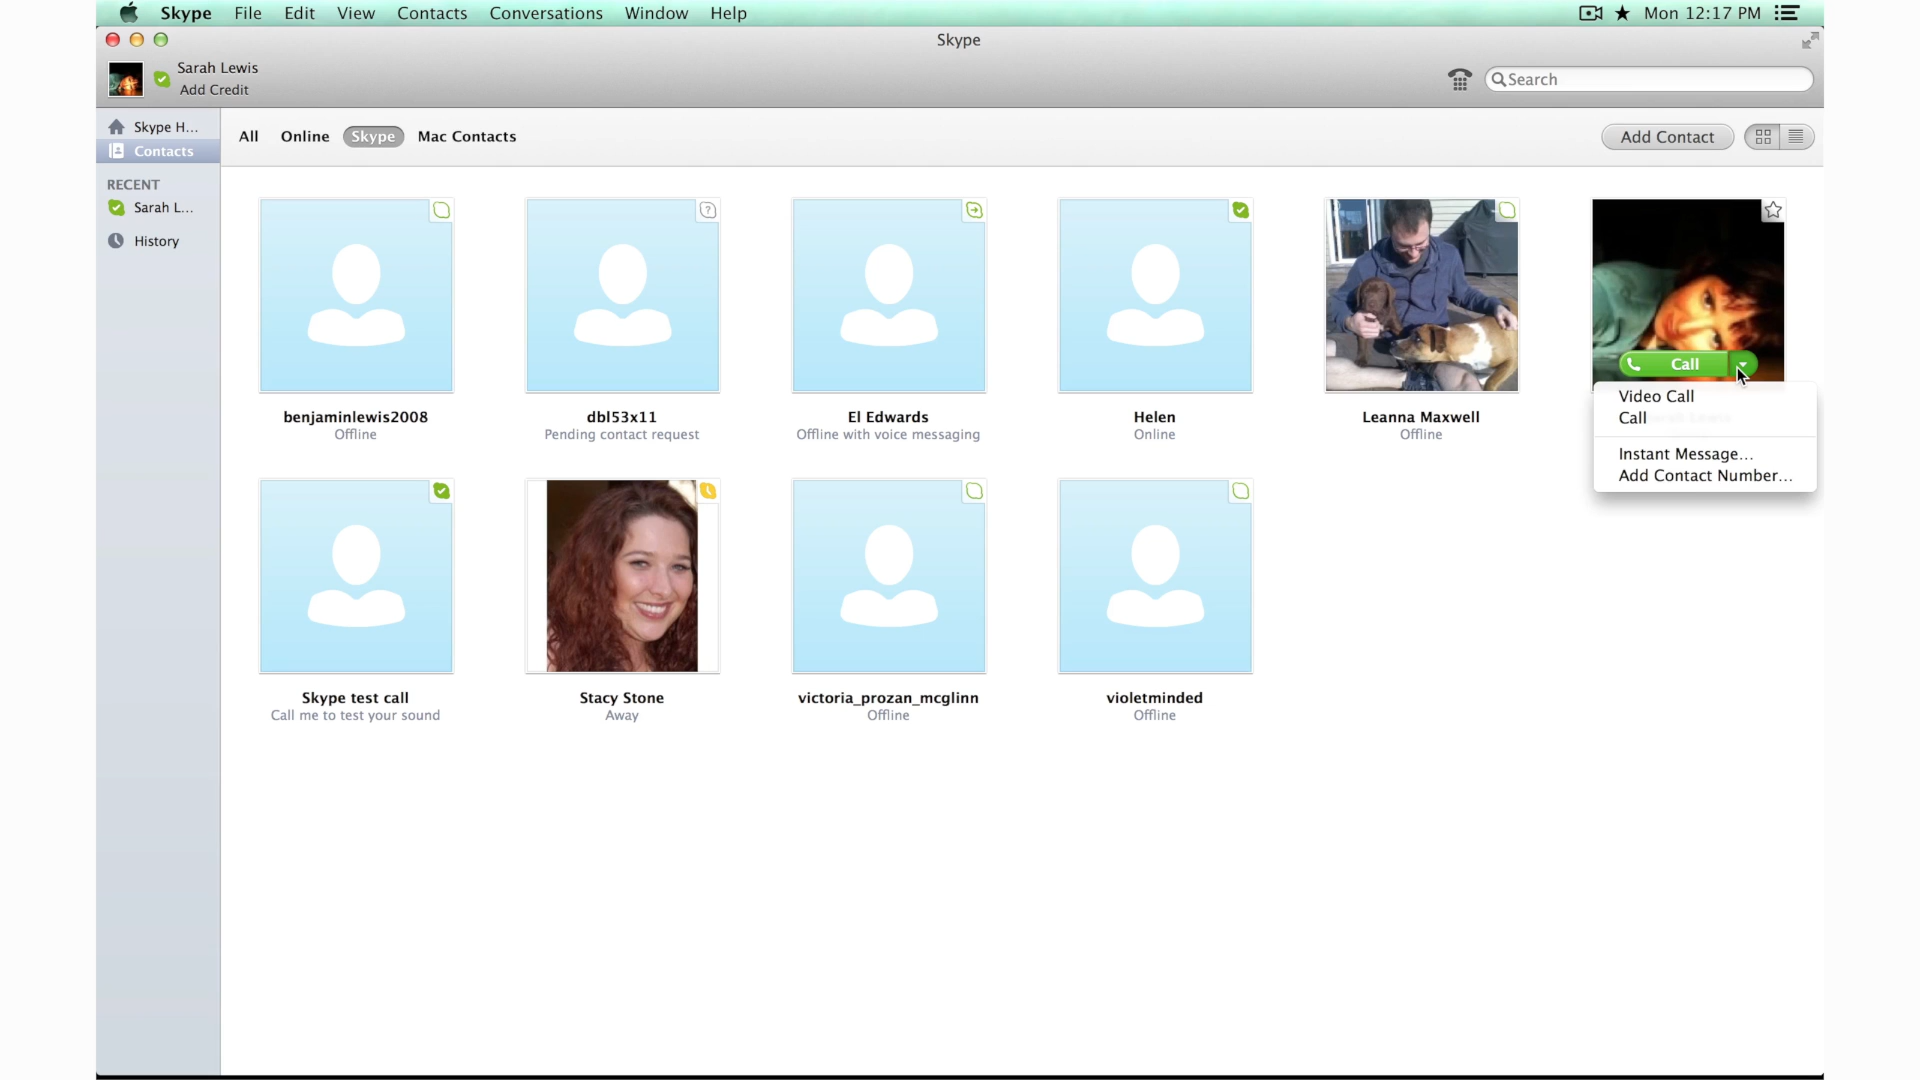 Skype File Edit View Contacts Conversations Window Help Mon 12:17 PM
Skype
Sarah Lewis
Add Credit
Search
Skype H...
Contacts
RECENT
Sarah L...
History
All Online Skype Mac Contacts
Add Contact
Call
Video Call
Call
Instant Message...
Add Contact Number...
benjaminlewis2008
Offline
dbl53x11
Pending contact request
El Edwards
Offline with voice messaging
Helen
Online
Leanna Maxwell
Offline
Skype test call
Call me to test your sound
Stacy Stone
Away
victoria_prozan_mcglinn
Offline
violetminded
Offline